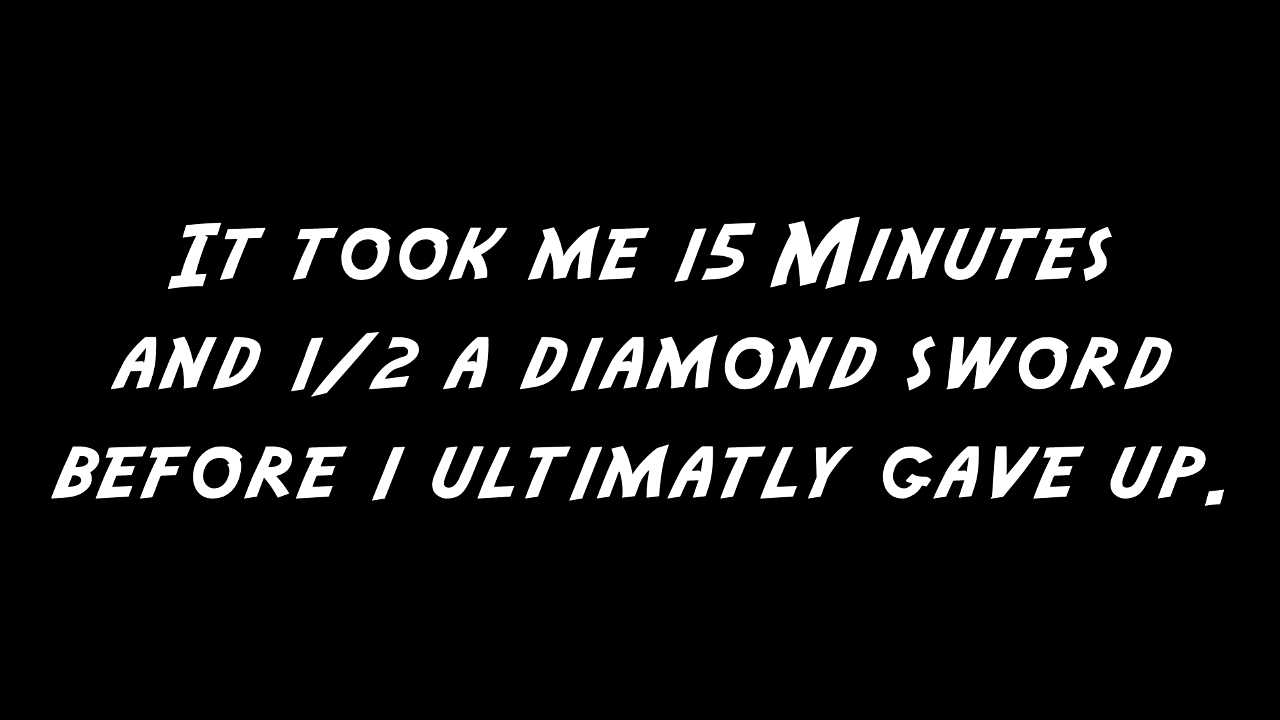 It took me 15 Minutes
and 1/2 a diamond sword
before i ultimatly gave up.